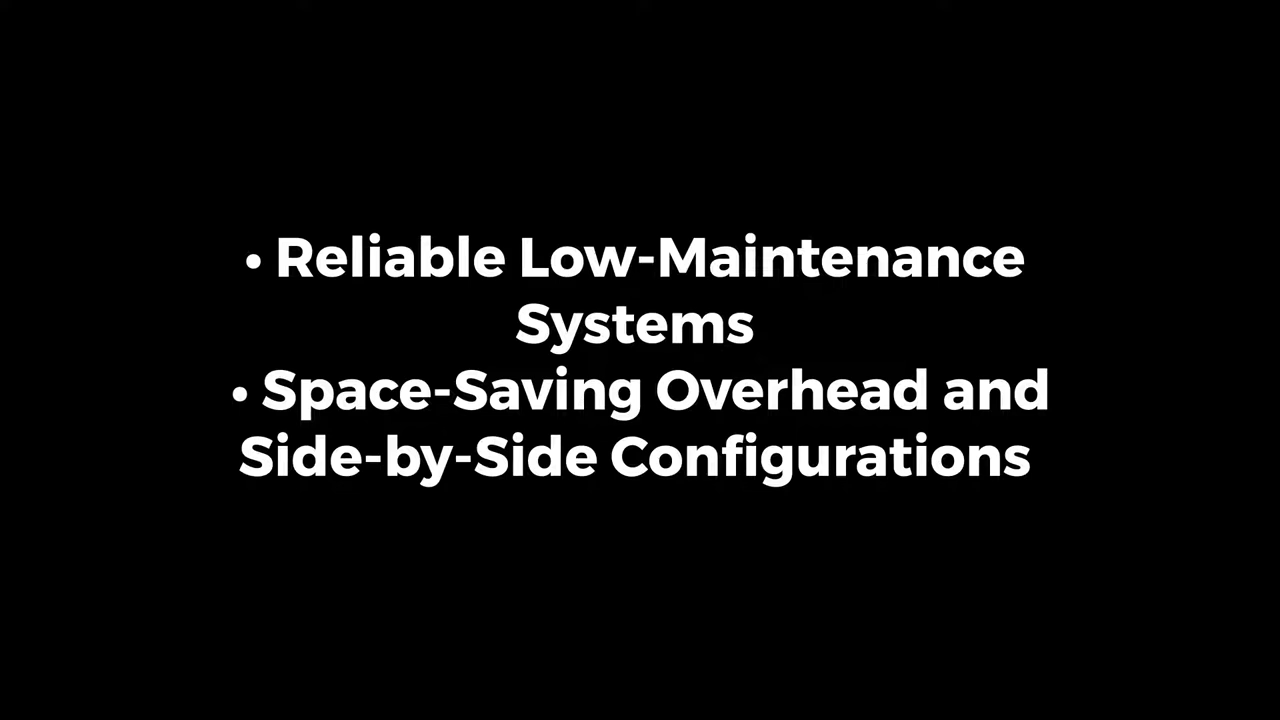 • Reliable Low-Maintenance
Systems
• Space-Saving Overhead and
Side-by-Side Configurations